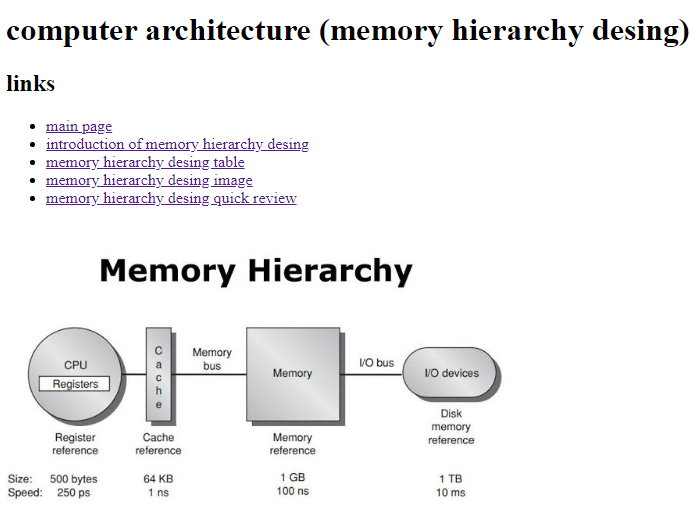 computer architecture (memory hierarchy desing)
links
main page
introduction of memory hierarchy desing
memory hierarchy desing table
memory hierarchy desing image
memory hierarchy desing quick review
Memory Hierarchy
CPU
Registers
Cache
Memory
bus
Memory
I/O bus
I/O devices
Register
reference
Cache
reference
Memory
reference
Disk
memory
reference
Size: 500 bytes 64 KB 1 GB 1 TB
Speed: 250 ps 1 ns 100 ns 10 ms